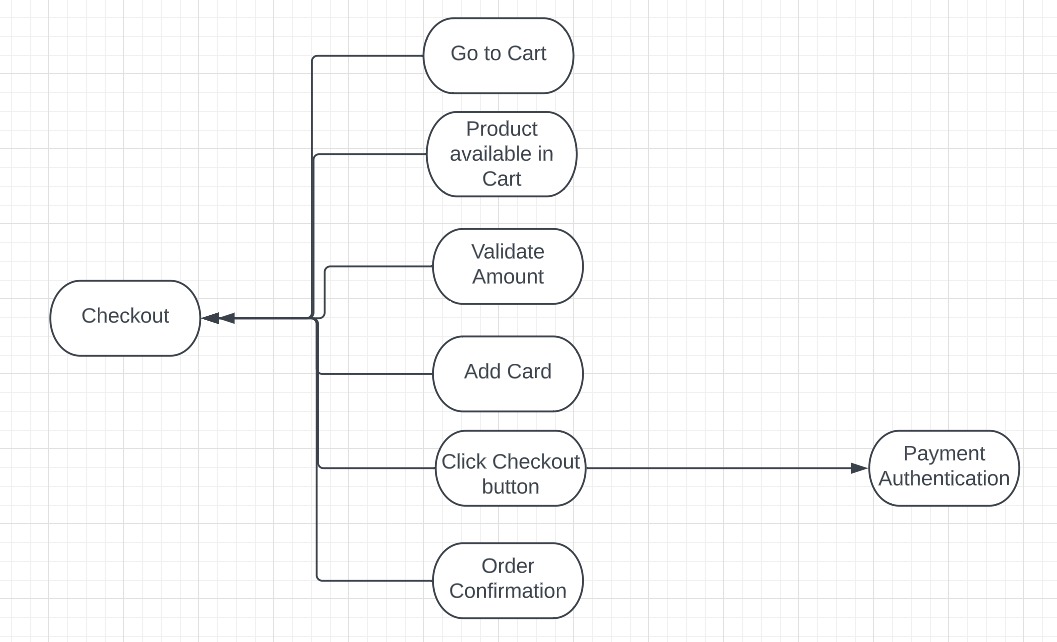 Go to Cart
Product
available in
Cart
Validate
Amount
Checkout
Add Card
Click Checkout
button
Payment
Authentication
Order
Confirmation